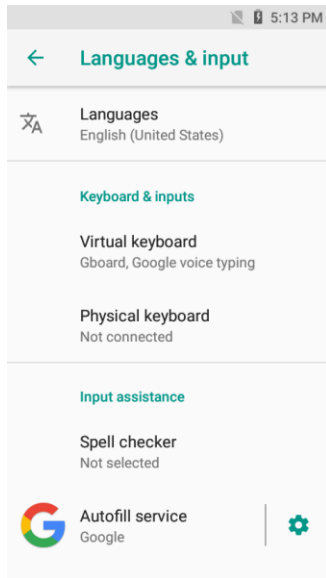 5:13 PM
Languages & input
Languages
English (United States)
Keyboard & inputs
Virtual keyboard
Gboard, Google voice typing
Physical keyboard
Not connected
Input assistance
Spell checker
Not selected
Autofill service
Google